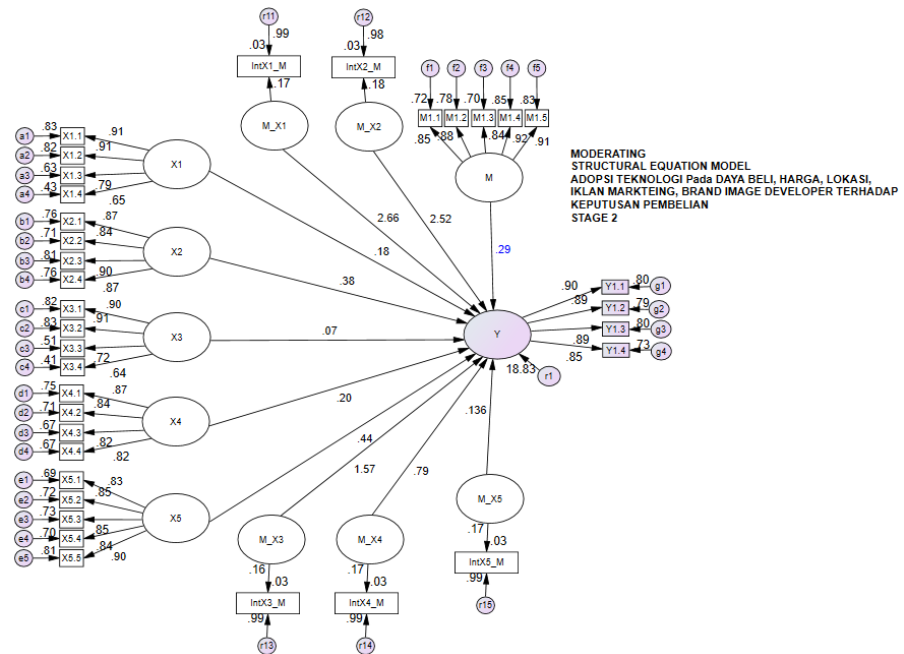 r11
r12
.99
.98
.03
.03
IntX1_M
IntX2_M
.17
.18
M_X1
M_X2
f1
f2
f3
f4
f5
.72
.78
.70
.85
.83
M1.1
M1.2
M1.3
M1.4
M1.5
.85
.88
.84
.92
.91
M
MODERATING
STRUCTURAL EQUATION MODEL
ADOPSI TEKNOLOGI Pada DAYA BELI, HARGA, LOKASI,
IKLAN MARKTEING, BRAND IMAGE DEVELOPER TERHADAP
KEPUTUSAN PEMBELIAN
STAGE 2
a1 .83 X1.1 .91
a2 .82 X1.2 .91
a3 .63 X1.3 .79
a4 .43 X1.4 .65
X1
b1 .76 X2.1 .87
b2 .71 X2.2 .84
b3 .81 X2.3 .90
b4 .76 X2.4 .87
X2
c1 .82 X3.1 .90
c2 .83 X3.2 .91
c3 .51 X3.3 .72
c4 .41 X3.4 .64
X3
d1 .75 X4.1 .87
d2 .71 X4.2 .84
d3 .67 X4.3 .82
d4 .67 X4.4 .82
X4
e1 .69 X5.1 .83
e2 .72 X5.2 .85
e3 .73 X5.3 .85
e4 .70 X5.4 .84
e5 .81 X5.5 .90
X5
2.66
2.52
.29
.18
.38
.07
.20
.44
1.57
.79
.136
Y
18.83
r1
.90 Y1.1 .80 g1
.89 Y1.2 .79 g2
.89 Y1.3 .80 g3
.85 Y1.4 .73 g4
M_X3
M_X4
M_X5
.16
.03
.17
.03
.17
.03
IntX3_M
IntX4_M
IntX5_M
.99
.99
.99
r13
r14
r15